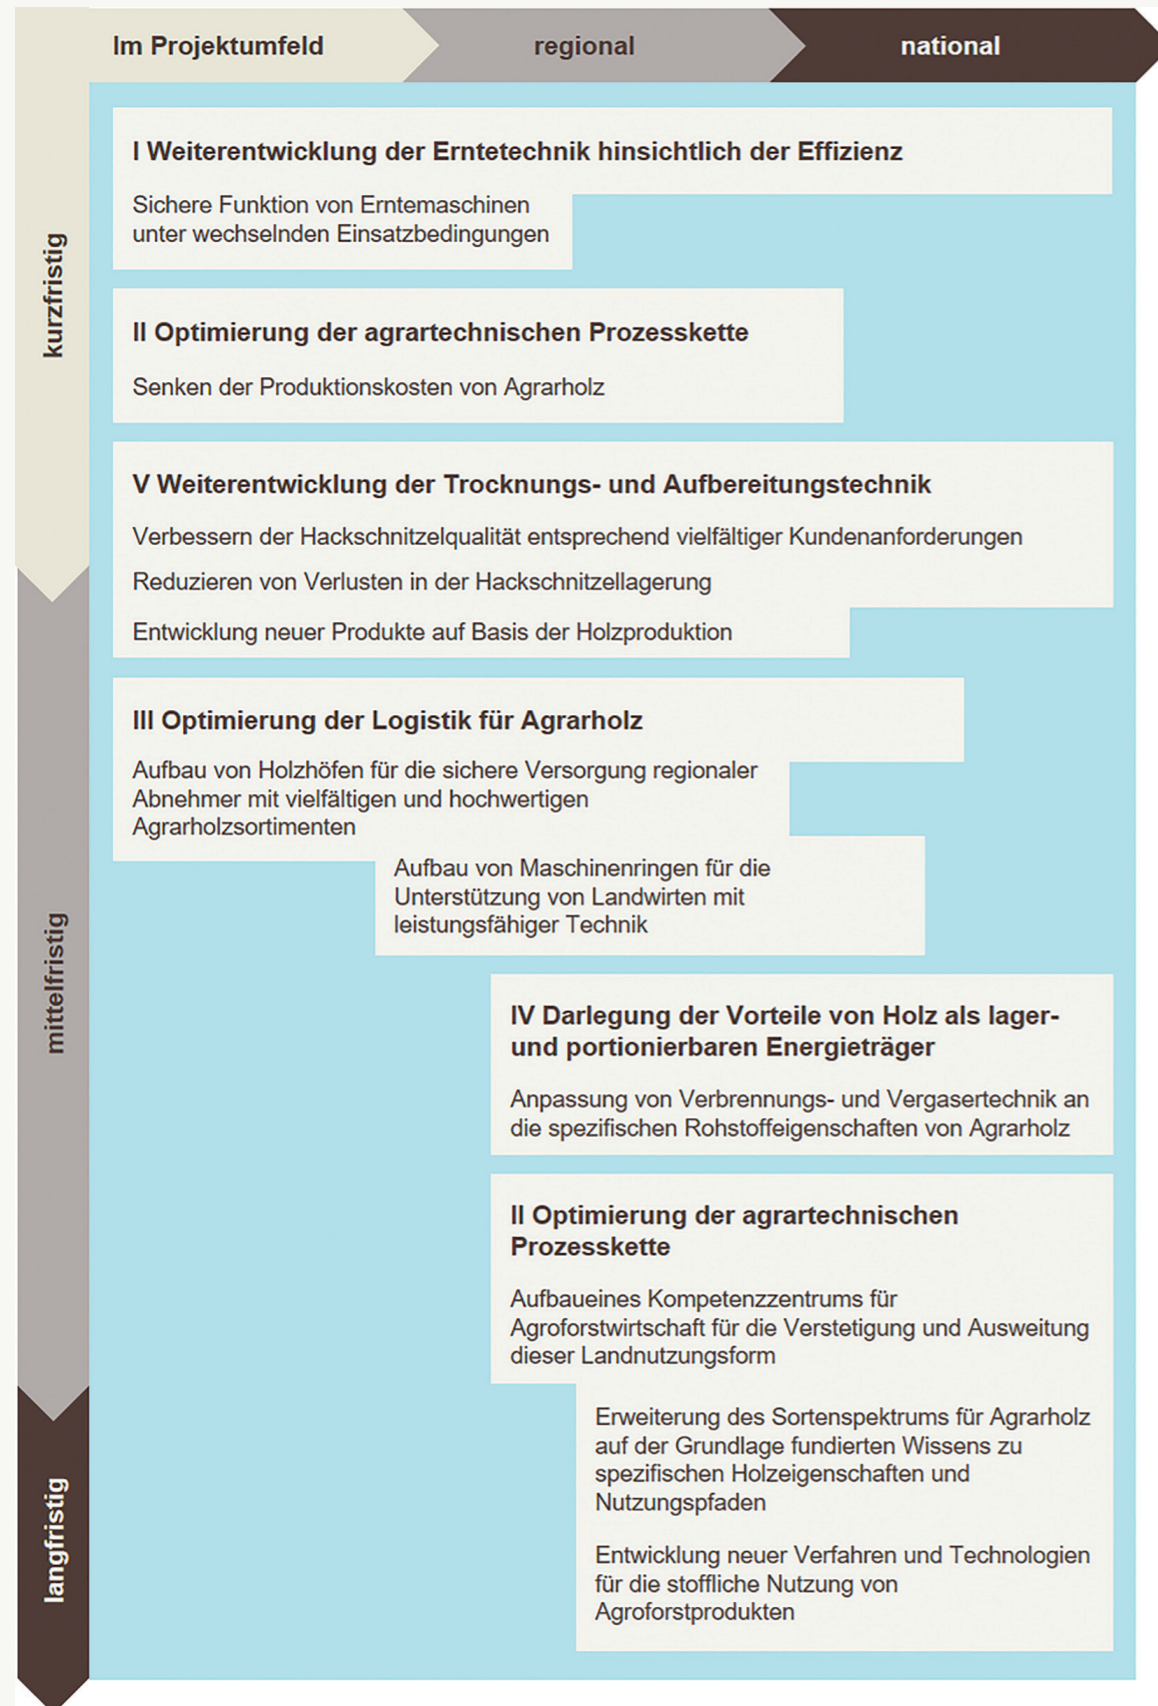 Im Projektumfeld
regional
national
kurzfristig
I Weiterentwicklung der Erntetechnik hinsichtlich der Effizienz
Sichere Funktion von Erntemaschinen
unter wechselnden Einsatzbedingungen
II Optimierung der agrartechnischen Prozesskette
Senken der Produktionskosten von Agrarholz
V Weiterentwicklung der Trocknungs- und Aufbereitungstechnik
Verbessern der Hackschnitzelqualität entsprechend vielfältiger Kundenanforderungen
Reduzieren von Verlusten in der Hackschnitzellagerung
Entwicklung neuer Produkte auf Basis der Holzproduktion
mittelfristig
III Optimierung der Logistik für Agrarholz
Aufbau von Holzhöfen für die sichere Versorgung regionaler
Abnehmer mit vielfältigen und hochwertigen
Agrarholzsortimenten
Aufbau von Maschinenringen für die
Unterstützung von Landwirten mit
leistungsfähiger Technik
IV Darlegung der Vorteile von Holz als lager-
und portionierbaren Energieträger
Anpassung von Verbrennungs- und Vergasertechnik an
die spezifischen Rohstoffeigenschaften von Agrarholz
II Optimierung der agrartechnischen
Prozesskette
Aufbaueines Kompetenzzentrums für
Agroforstwirtschaft für die Verstetigung und Ausweitung
dieser Landnutzungsform
langfristig
Erweiterung des Sortenspektrums für Agrarholz
auf der Grundlage fundierten Wissens zu
spezifischen Holzeigenschaften und
Nutzungspfaden
Entwicklung neuer Verfahren und Technologien
für die stoffliche Nutzung von
Agroforstprodukten